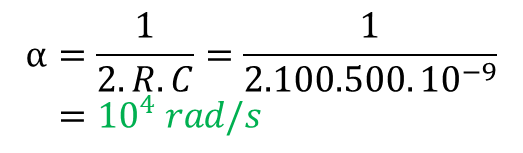 α = 1/(2. R. C) = 1/(2.100.500. 10⁻⁹)
= 10⁴ rad/s